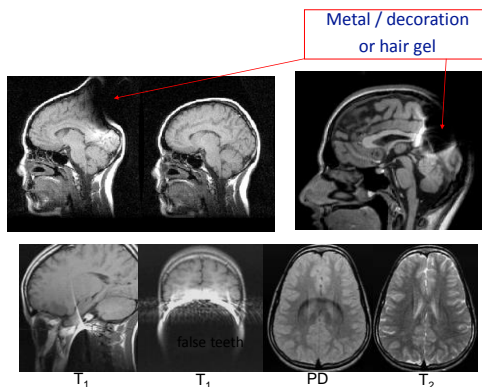 Metal / decoration
or hair gel
false teeth
T1 T1 PD T2